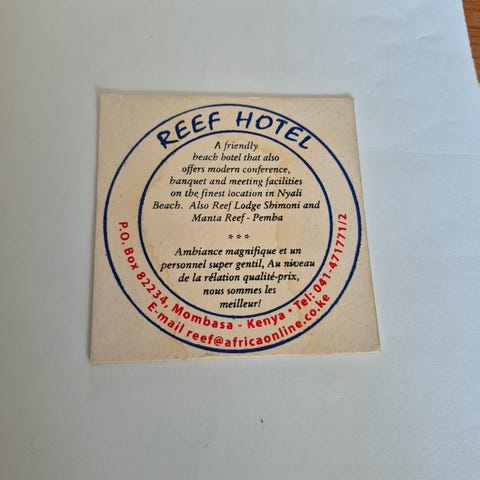 REEF HOTEL
A friendly
beach hotel that also
offers modern conference,
banquet and meeting facilities
on the finest location in Nyali
Beach. Also Reef Lodge Shimoni and
Manta Reef - Pemba
***
Ambiance magnifique et un
personnel super gentil, Au niveau
de la rélation qualité-prix,
nous sommes les
meilleur!
P.O. Box 82234, Mombasa - Kenya • Tel: 041-471771/2
E-mail reef@africaonline.co.ke